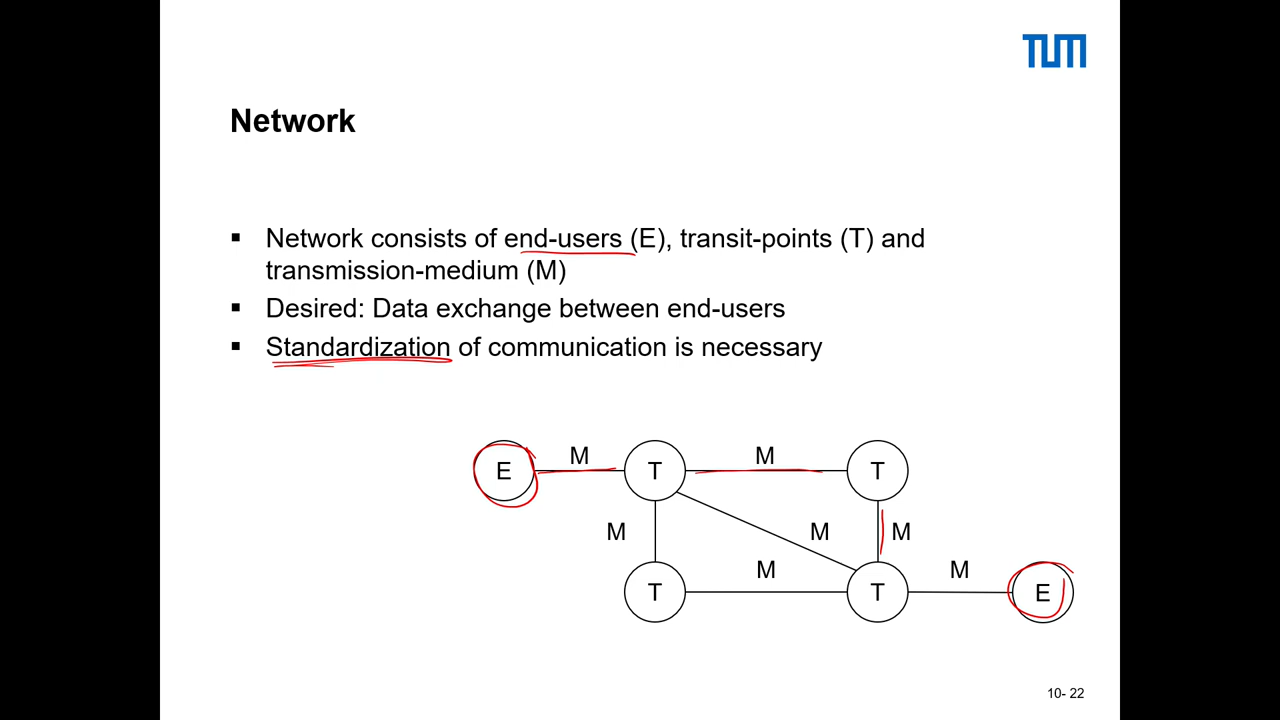 TUM
Network
▪ Network consists of end-users (E), transit-points (T) and
transmission-medium (M)
▪ Desired: Data exchange between end-users
▪ Standardization of communication is necessary
E M T M T
M M M
T M T M E
10- 22